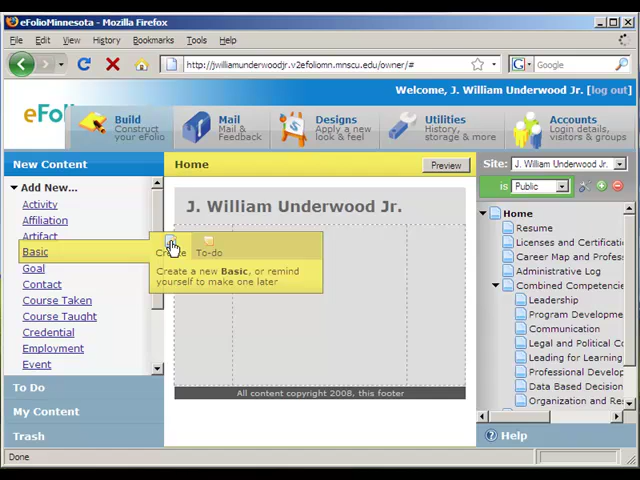 eFolioMinnesota - Mozilla Firefox
File Edit View History Bookmarks Tools Help
http://jwilliamunderwoodjr.v2efoliomn.mnscu.edu/owner/#
Google
Welcome, J. William Underwood Jr. [log out]
eFo
Build
Construct
your eFolio
Mail
Mail &
Feedback
Designs
Apply a new
look & feel
Utilities
History,
storage & more
Accounts
Login details,
visitors & groups
New Content
Home
Preview
Site: J. William Underwood Jr.
is Public
Add New...
Activity
Affiliation
Artifact
Basic
Goal
Contact
Course Taken
Course Taught
Credential
Employment
Event
Create To-do
Create a new Basic, or remind
yourself to make one later
J. William Underwood Jr.
All content copyright 2008, this footer
Home
Resume
Licenses and Certificatio
Career Map and Profes
Administrative Log
Combined Competencie
Leadership
Program Developme
Communication
Legal and Political Co
Leading for Learning
Professional Develop
Data Based Decision
Organization and Res
To Do
My Content
Trash
Help
Done